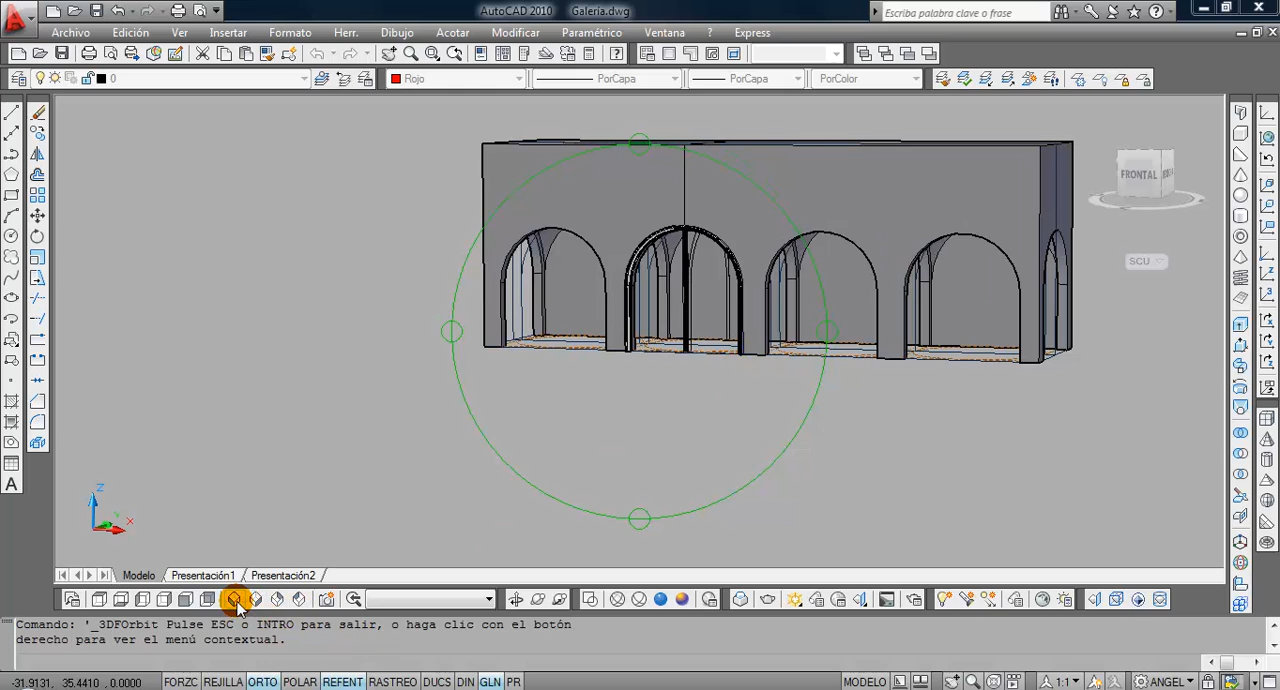 AutoCAD 2010 Galería.dwg
Escriba palabra clave o frase
Archivo Edición Ver Insertar Formato Herr. Dibujo Acotar Modificar Paramétrico Ventana ? Express
0 Rojo PorCapa PorCapa PorColor
FRONTAL
SCU
Z
Y
X
A
Modelo Presentación1 Presentación2
Comando: '_3DFOrbit Pulse ESC o INTRO para salir, o haga clic con el botón
derecho para ver el menú contextual.
-31.9131, -35.4410 , 0.0000 FORZC REJILLA ORTO POLAR REFENT RASTREO DUCS DIN GLN PR MODELO 1:1 ANGEL